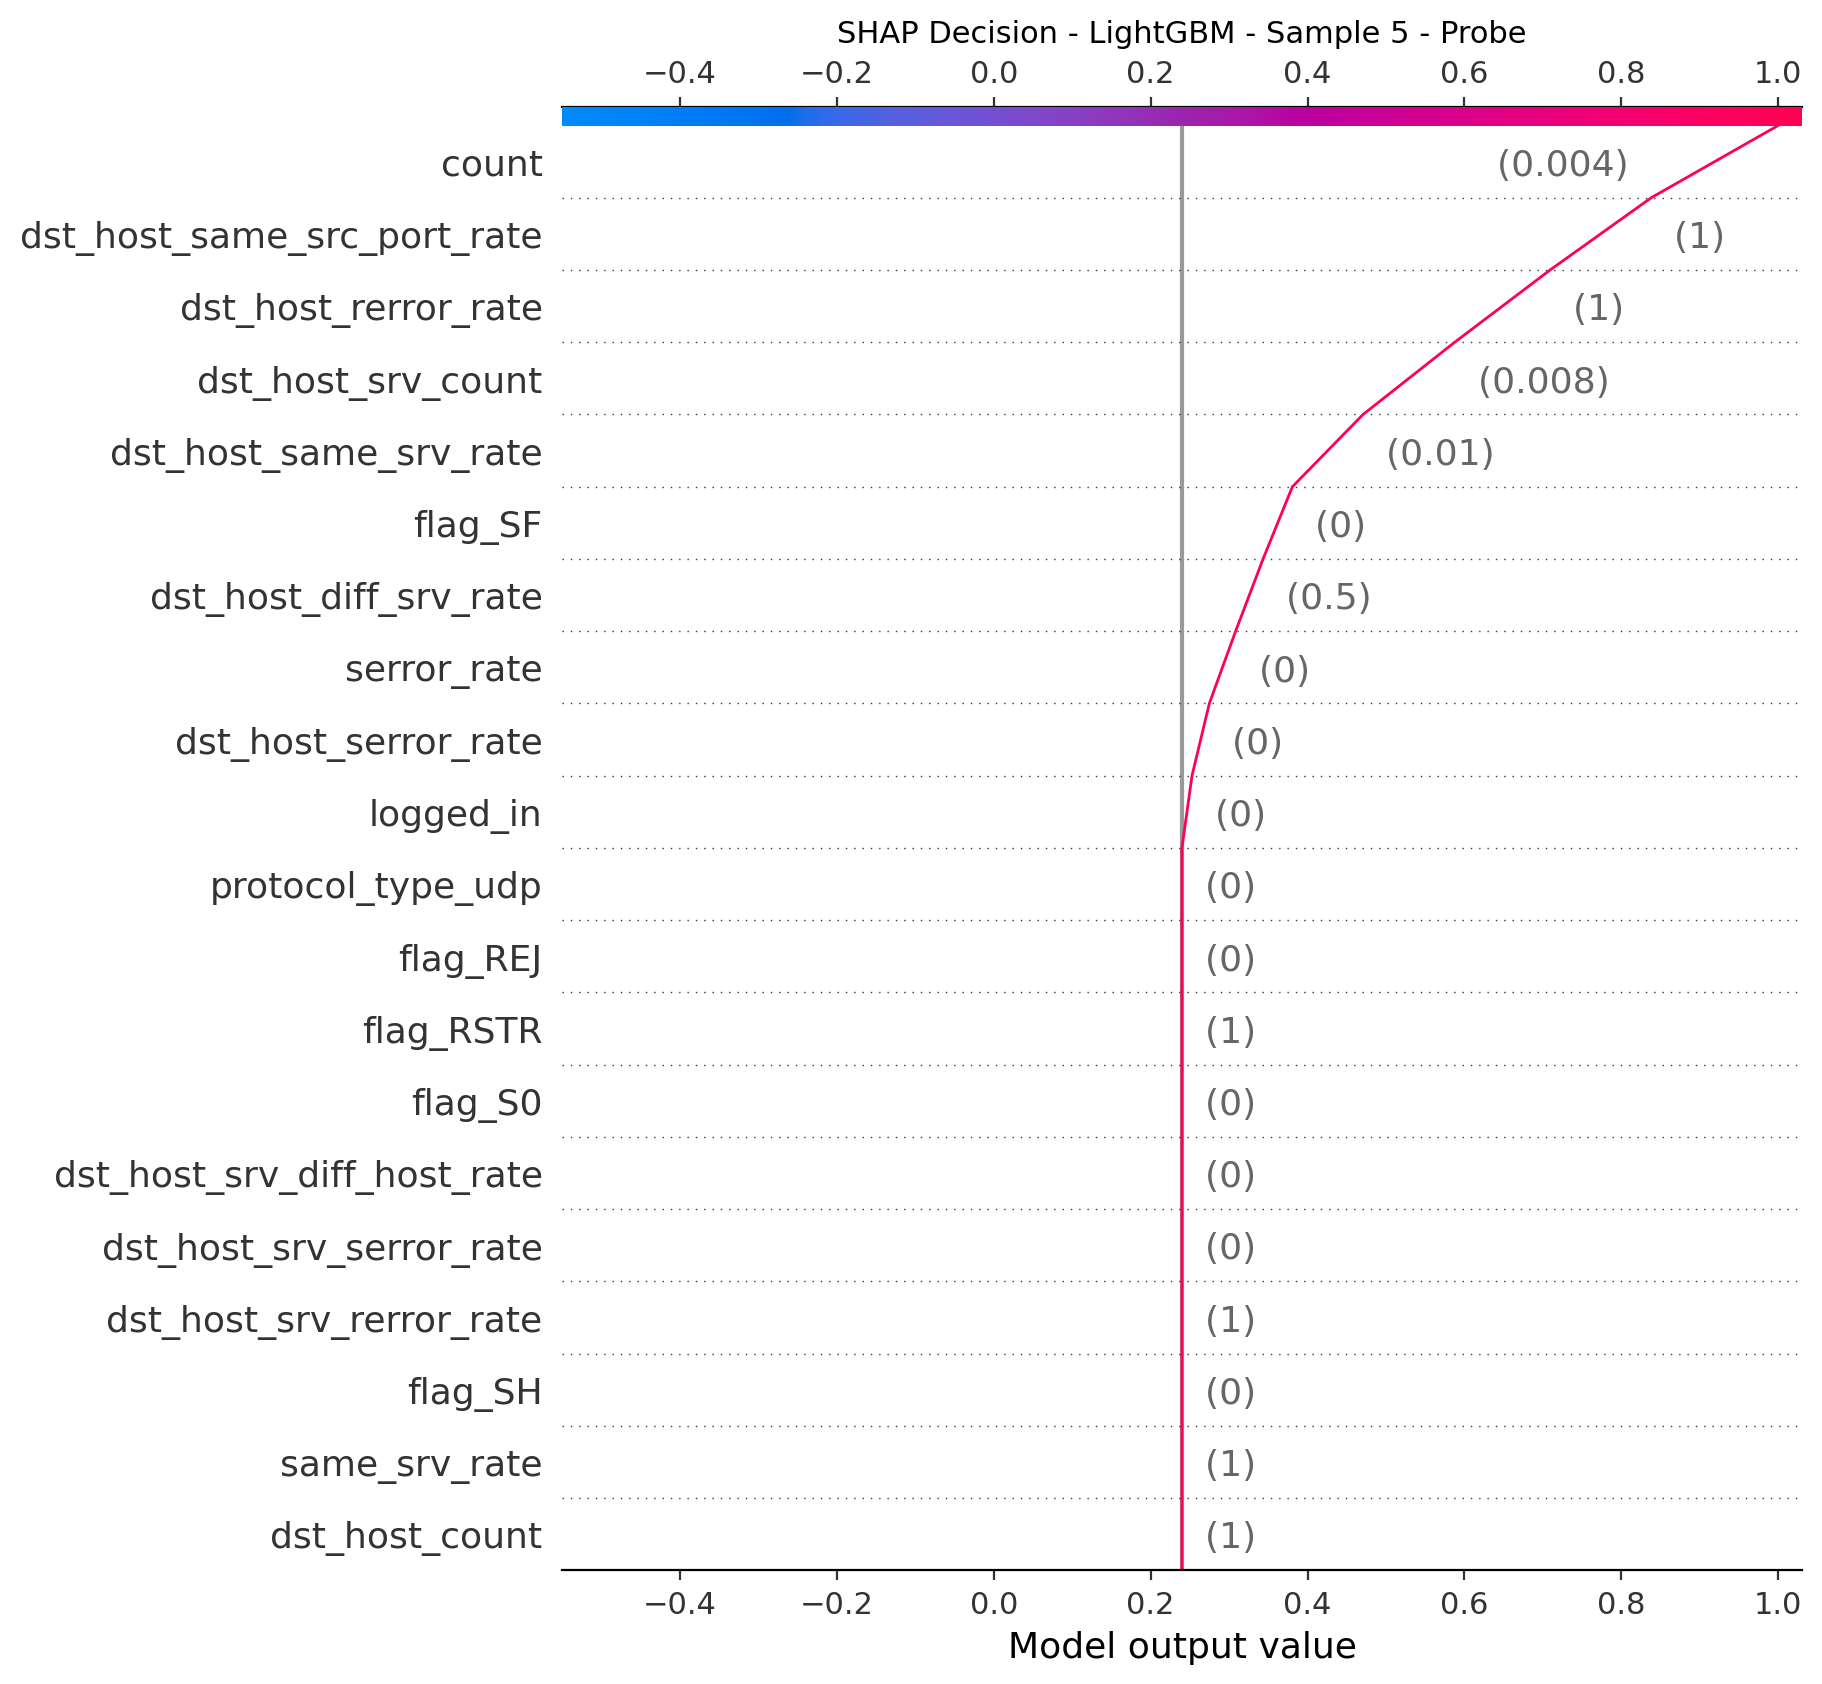 SHAP Decision - LightGBM - Sample 5 - Probe
−0.4 −0.2 0.0 0.2 0.4 0.6 0.8 1.0
count (0.004)
dst_host_same_src_port_rate (1)
dst_host_rerror_rate (1)
dst_host_srv_count (0.008)
dst_host_same_srv_rate (0.01)
flag_SF (0)
dst_host_diff_srv_rate (0.5)
serror_rate (0)
dst_host_serror_rate (0)
logged_in (0)
protocol_type_udp (0)
flag_REJ (0)
flag_RSTR (1)
flag_S0 (0)
dst_host_srv_diff_host_rate (0)
dst_host_srv_serror_rate (0)
dst_host_srv_rerror_rate (1)
flag_SH (0)
same_srv_rate (1)
dst_host_count (1)
−0.4 −0.2 0.0 0.2 0.4 0.6 0.8 1.0
Model output value